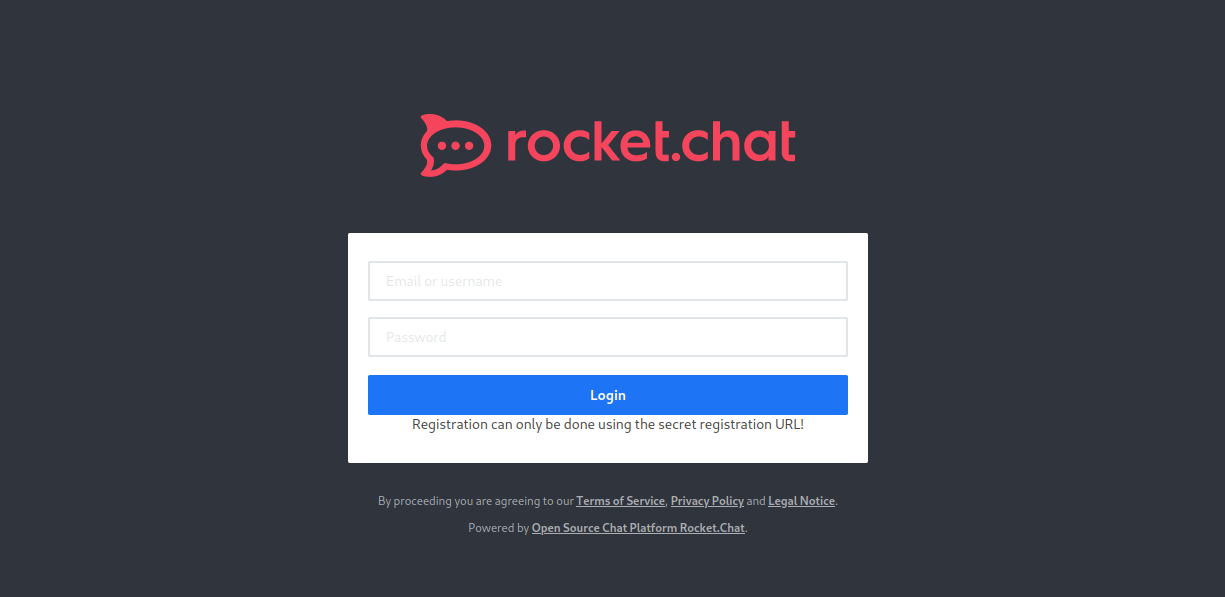 rocket.chat
Email or username
Password
Login
Registration can only be done using the secret registration URL!
By proceeding you are agreeing to our Terms of Service, Privacy Policy and Legal Notice.
Powered by Open Source Chat Platform Rocket.Chat.